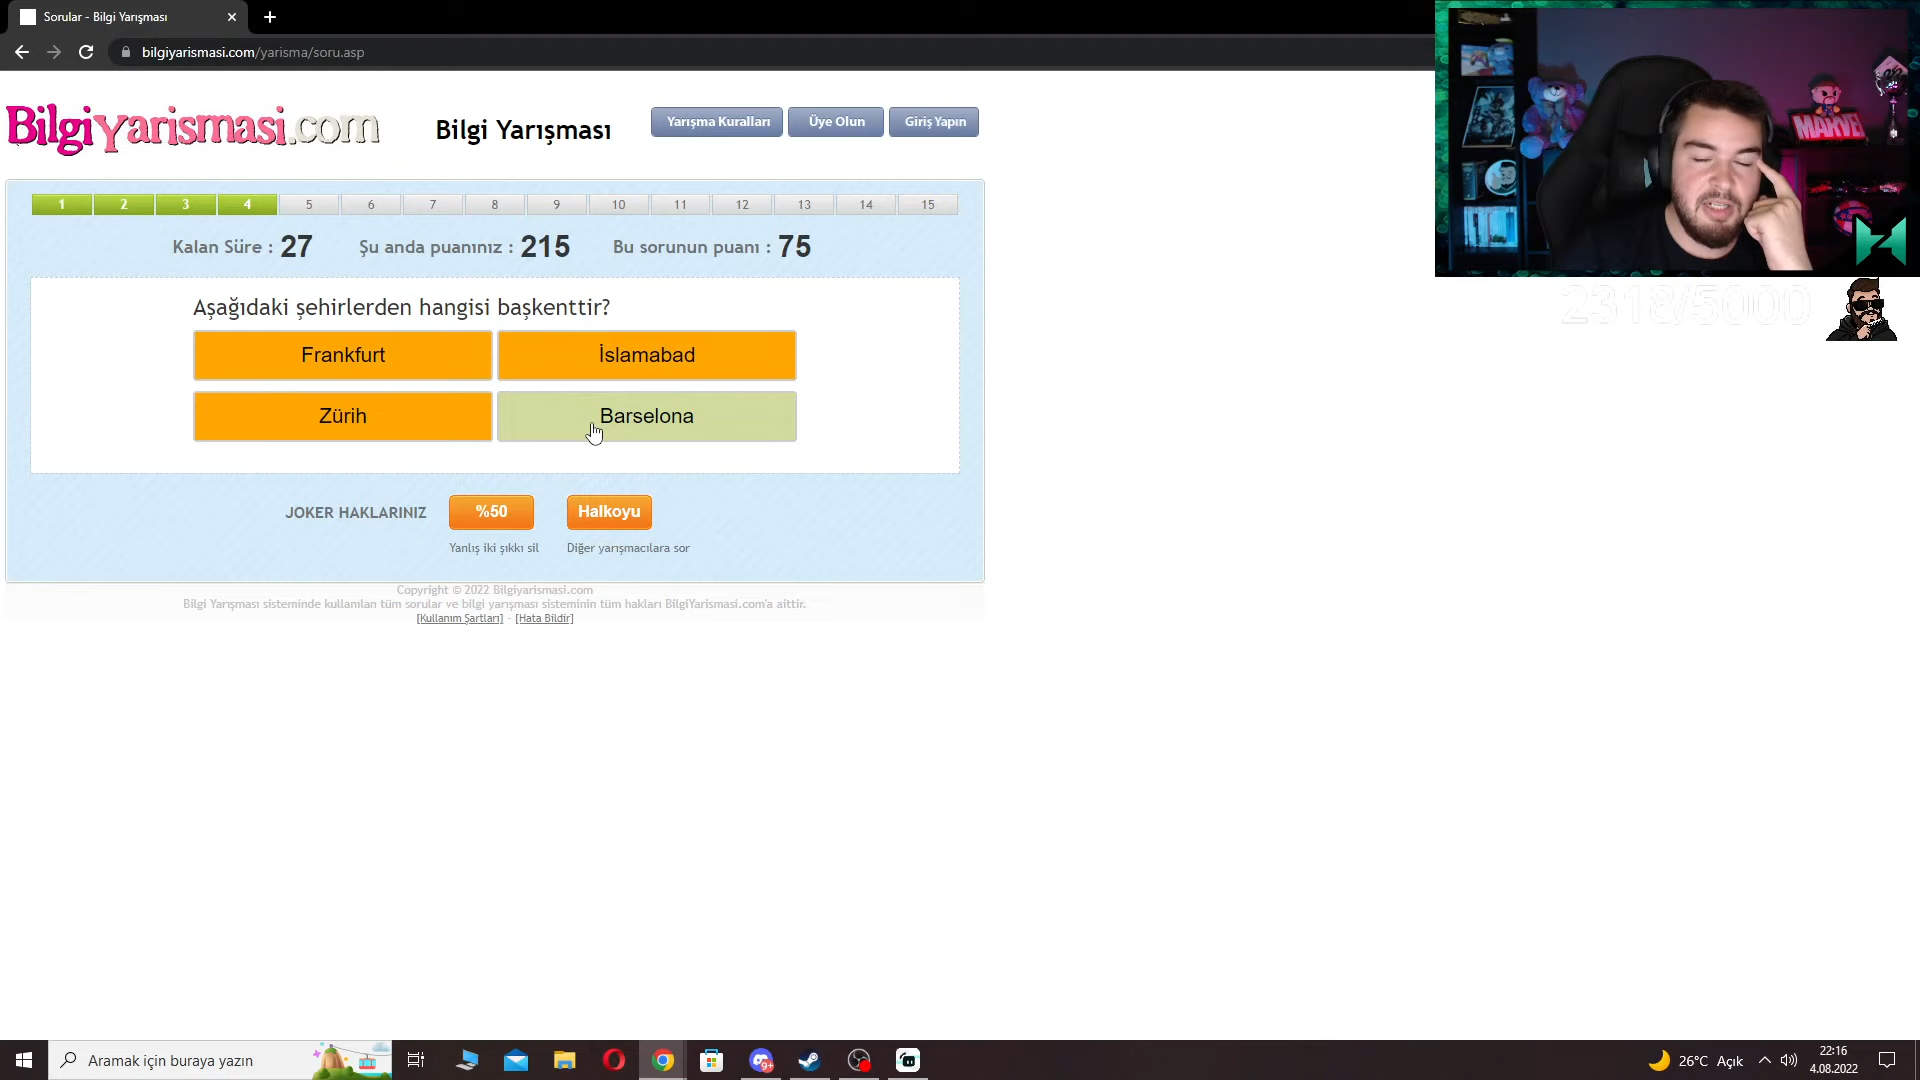 Sorular - Bilgi Yarışması
bilgiyarismasi.com/yarisma/soru.asp
Bilgiyarismasi.com
Bilgi Yarışması
Yarışma Kuralları
Üye Olun
Giriş Yapın
1 2 3 4 5 6 7 8 9 10 11 12 13 14 15
Kalan Süre : 27 Şu anda puanınız : 215 Bu sorunun puanı : 75
Aşağıdaki şehirlerden hangisi başkenttir?
Frankfurt
İslamabad
Zürih
Barselona
JOKER HAKLARINIZ
%50
Halkoyu
Yanlış iki şıkkı sil
Diğer yarışmacılara sor
Copyright © 2022 Bilgiyarismasi.com
Bilgi Yarışması sisteminde kullanılan tüm sorular ve bilgi yarışması sisteminin tüm hakları BilgiYarismasi.com'a aittir.
[Kullanım Şartları] - [Hata Bildir]
MARVEL
2318/5000
Aramak için buraya yazın
9+
26°C Açık
22:16
4.08.2022